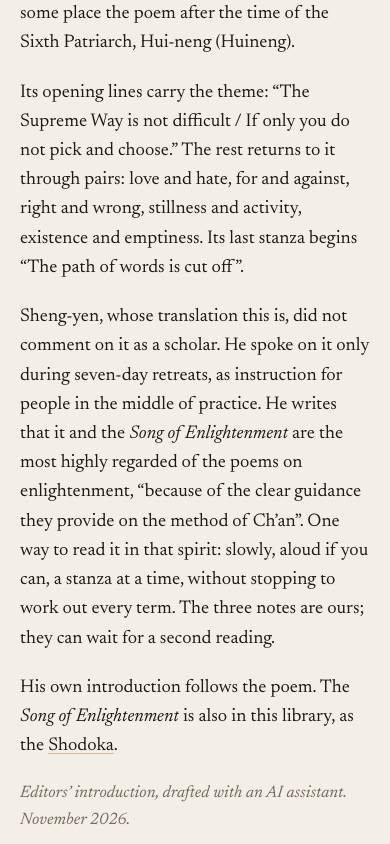 some place the poem after the time of the
Sixth Patriarch, Hui-neng (Huineng).
Its opening lines carry the theme: “The
Supreme Way is not difficult / If only you do
not pick and choose.” The rest returns to it
through pairs: love and hate, for and against,
right and wrong, stillness and activity,
existence and emptiness. Its last stanza begins
“The path of words is cut off”.
Sheng-yen, whose translation this is, did not
comment on it as a scholar. He spoke on it only
during seven-day retreats, as instruction for
people in the middle of practice. He writes
that it and the Song of Enlightenment are the
most highly regarded of the poems on
enlightenment, “because of the clear guidance
they provide on the method of Ch’an”. One
way to read it in that spirit: slowly, aloud if you
can, a stanza at a time, without stopping to
work out every term. The three notes are ours;
they can wait for a second reading.
His own introduction follows the poem. The
Song of Enlightenment is also in this library, as
the Shodoka.
Editors’ introduction, drafted with an AI assistant.
November 2026.